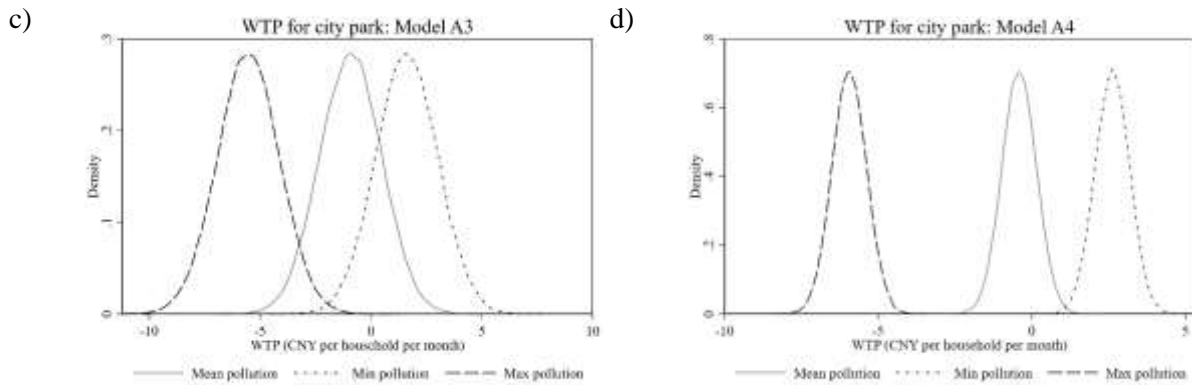 c)
WTP for city park: Model A3
.3
.2
.1
0
Density
-10 -5 0 5 10
WTP (CNY per household per month)
Mean pollution Min pollution Max pollution
d)
WTP for city park: Model A4
.8
.6
.4
.2
0
Density
-10 -5 0 5
WTP (CNY per household per month)
Mean pollution Min pollution Max pollution